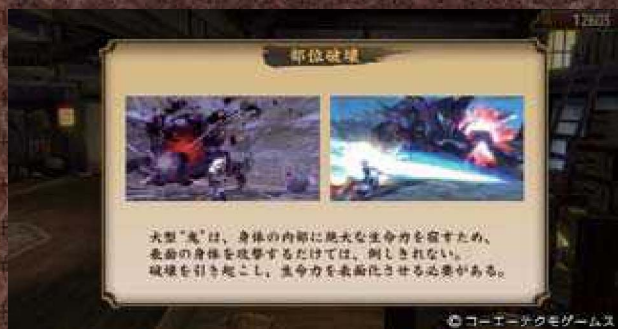 12603
部位破壊
大型“鬼”は、身体の内部に絶大な生命力を宿すため、
表面の身体を攻撃するだけでは、倒しきれない。
破壊を引き起こし、生命力を表面化させる必要がある。
©コーエーテクモゲームス